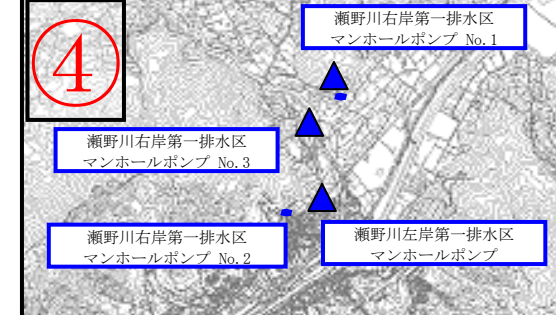 ④
瀬野川右岸第一排水区
マンホールポンプ No.1
瀬野川右岸第一排水区
マンホールポンプ No.3
瀬野川右岸第一排水区
マンホールポンプ No.2
瀬野川左岸第一排水区
マンホールポンプ